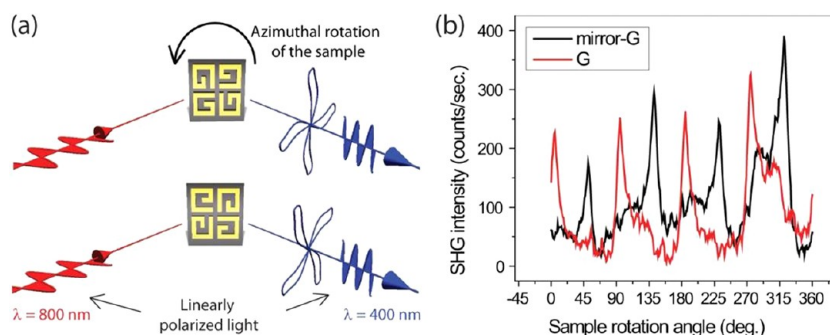 (a)
Azimuthal rotation
of the sample
λ = 800 nm
Linearly
polarized light
λ = 400 nm
(b)
mirror-G
G
SHG intensity (counts/sec.)
400
300
200
100
0
-45 0 45 90 135 180 225 270 315 360
Sample rotation angle (deg.)